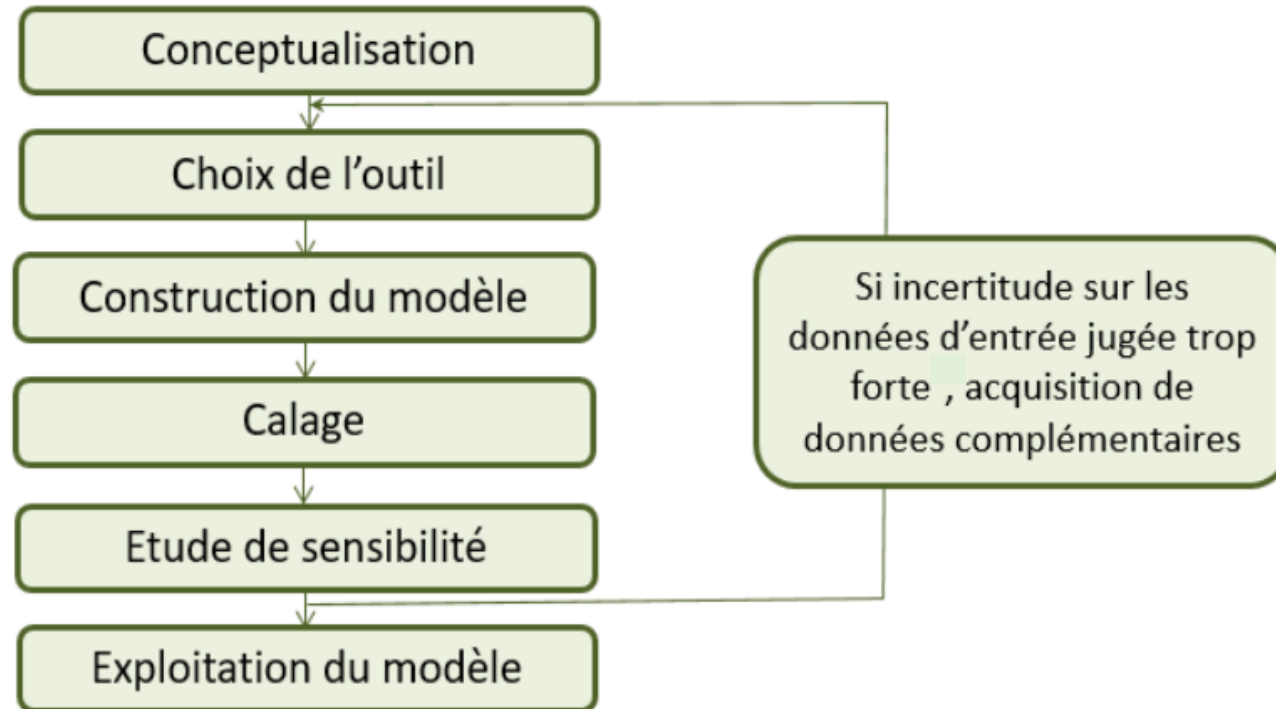 Conceptualisation
Choix de l’outil
Construction du modèle
Calage
Etude de sensibilité
Exploitation du modèle
Si incertitude sur les
données d’entrée jugée trop
forte , acquisition de
données complémentaires